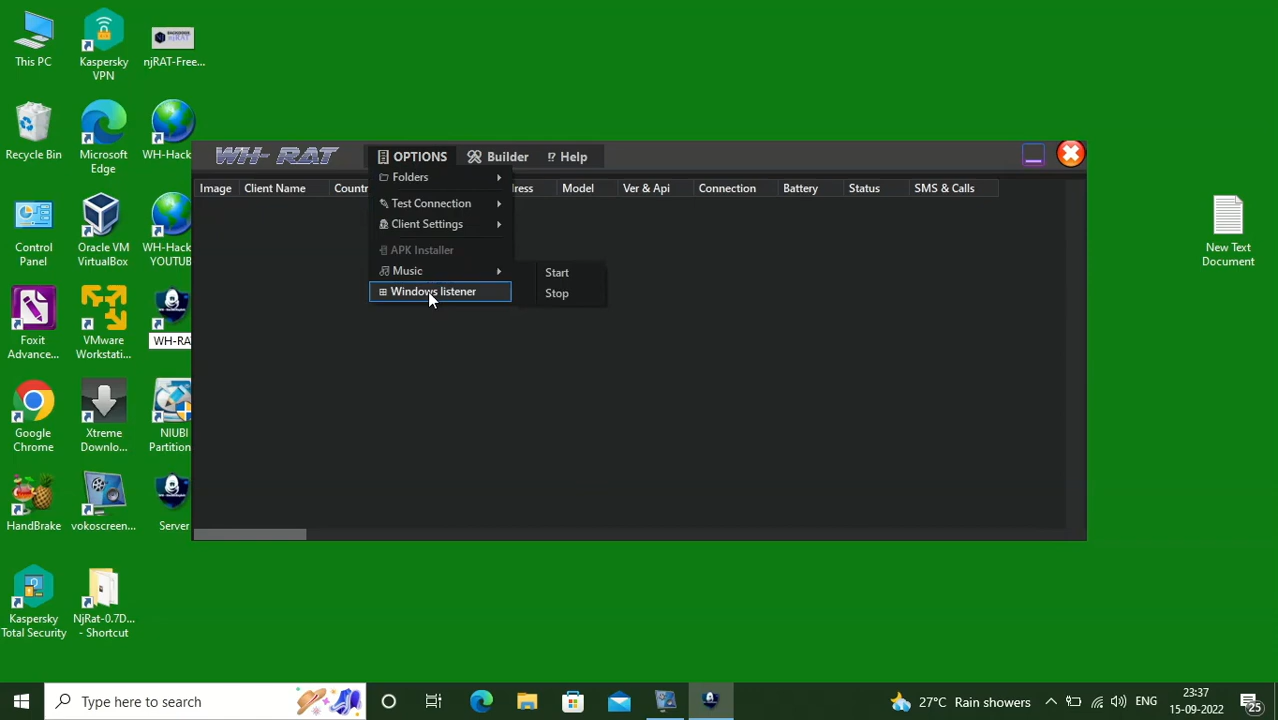 This PC
Kaspersky
VPN
njRAT-Free...
Recycle Bin
Microsoft
Edge
WH-Hack
Control
Panel
Oracle VM
VirtualBox
WH-Hack
YOUTUB
Foxit
Advance...
VMware
Workstati...
WH-RA
Google
Chrome
Xtreme
Downlo...
NIUBI
Partition
HandBrake
vokoscreen...
Server
Kaspersky
Total Security
NjRat-0.7D...
- Shortcut
New Text
Document
WH- RAT
OPTIONS
Builder
Help
Image
Client Name
Countr
ress
Model
Ver & Api
Connection
Battery
Status
SMS & Calls
Folders
Test Connection
Client Settings
APK Installer
Music
Windows listener
Start
Stop
Type here to search
27°C Rain showers
ENG
23:37
15-09-2022
25